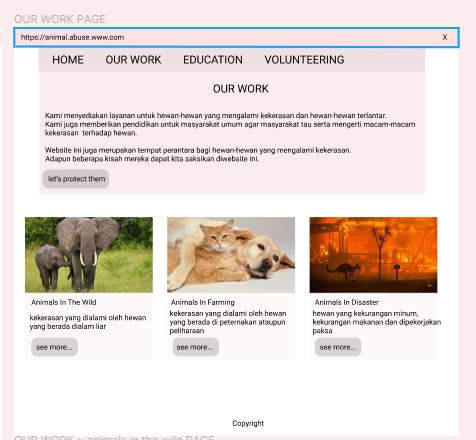 OUR WORK PAGE
https://animal.abuse.www.com X
HOME OUR WORK EDUCATION VOLUNTEERING
OUR WORK
Kami menyediakan layanan untuk hewan-hewan yang mengalami kekerasan dan hewan-hewan terlantar.
Kami juga memberikan pendidikan untuk masyarakat umum agar masyarakat tau serta mengerti macam-macam
kekerasan terhadap hewan.
Website ini juga merupakan tempat perantara bagi hewan-hewan yang mengalami kekerasan.
Adapun beberapa kisah mereka dapat kita saksikan diwebsite ini.
let's protect them
Animals In The Wild
kekerasan yang dialami oleh hewan
yang berada dialam liar
see more...
Animals In Farming
kekerasan yang dialami oleh hewan
yang berada di peternakan ataupun
peliharaan
see more...
Animals In Disaster
hewan yang kekurangan minum,
kekurangan makanan dan dipekerjakan
paksa
see more...
Copyright
OUR WORK > animals in the wild PAGE